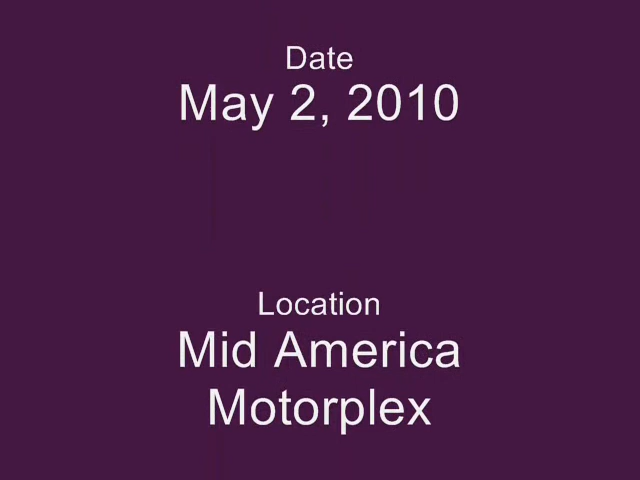 Date
May 2, 2010
Location
Mid America
Motorplex